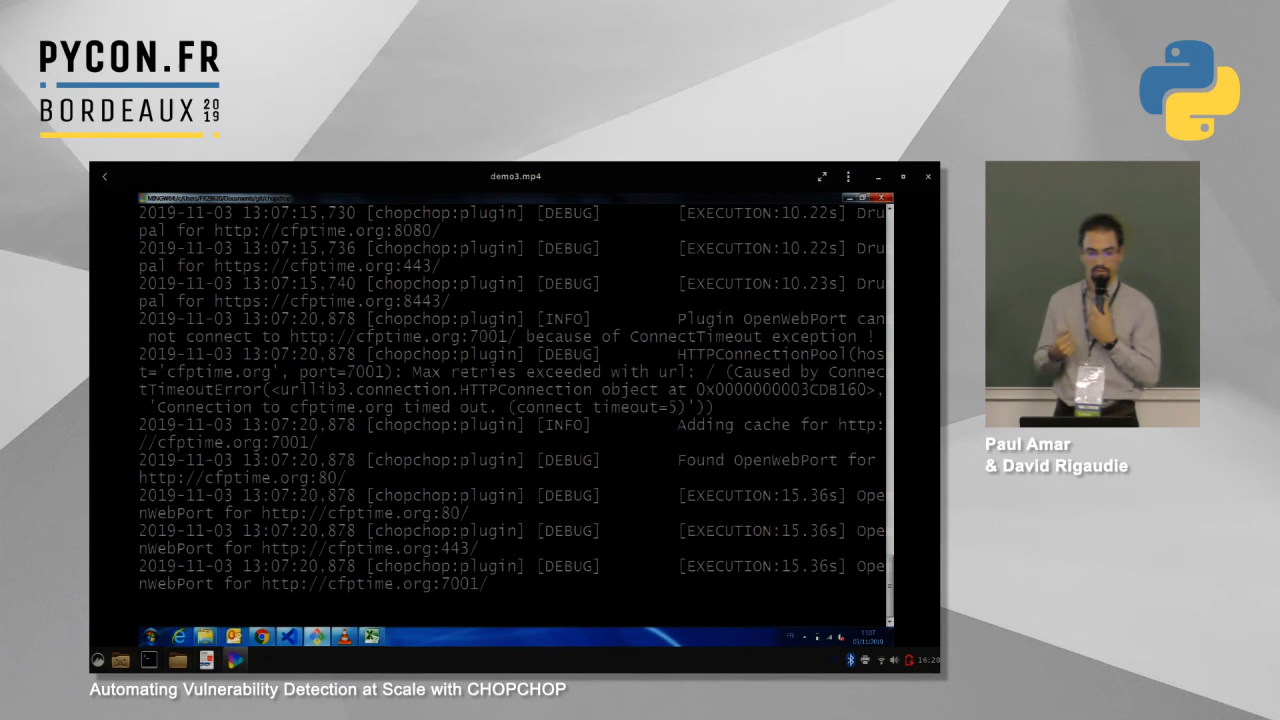 PYCON.FR
BORDEAUX 2019
demo3.mp4
MINGW64:/c/Users/FX29620/Documents/git/chopchop
2019-11-03 13:07:15,730 [chopchop:plugin] [DEBUG] [EXECUTION:10.22s] Dru
pal for http://cfptime.org:8080/
2019-11-03 13:07:15,736 [chopchop:plugin] [DEBUG] [EXECUTION:10.22s] Dru
pal for https://cfptime.org:443/
2019-11-03 13:07:15,740 [chopchop:plugin] [DEBUG] [EXECUTION:10.23s] Dru
pal for https://cfptime.org:8443/
2019-11-03 13:07:20,878 [chopchop:plugin] [INFO] Plugin OpenWebPort can
not connect to http://cfptime.org:7001/ because of ConnectTimeout exception !
2019-11-03 13:07:20,878 [chopchop:plugin] [DEBUG] HTTPConnectionPool(hos
t='cfptime.org', port=7001): Max retries exceeded with url: / (Caused by Connec
tTimeoutError(<urllib3.connection.HTTPConnection object at 0x0000000003CDB160>,
'Connection to cfptime.org timed out. (connect timeout=5)'))
2019-11-03 13:07:20,878 [chopchop:plugin] [INFO] Adding cache for http:
//cfptime.org:7001/
2019-11-03 13:07:20,878 [chopchop:plugin] [DEBUG] Found OpenWebPort for
http://cfptime.org:80/
2019-11-03 13:07:20,878 [chopchop:plugin] [DEBUG] [EXECUTION:15.36s] Ope
nWebPort for http://cfptime.org:80/
2019-11-03 13:07:20,878 [chopchop:plugin] [DEBUG] [EXECUTION:15.36s] Ope
nWebPort for http://cfptime.org:443/
2019-11-03 13:07:20,878 [chopchop:plugin] [DEBUG] [EXECUTION:15.36s] Ope
nWebPort for http://cfptime.org:7001/
FR
13:07
03/11/2019
16:28
Paul Amar
& David Rigaudie
Automating Vulnerability Detection at Scale with CHOPCHOP